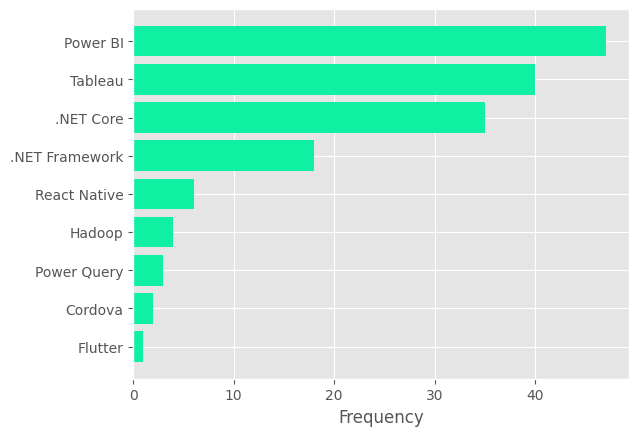 Power BI
Tableau
.NET Core
.NET Framework
React Native
Hadoop
Power Query
Cordova
Flutter
0 10 20 30 40
Frequency